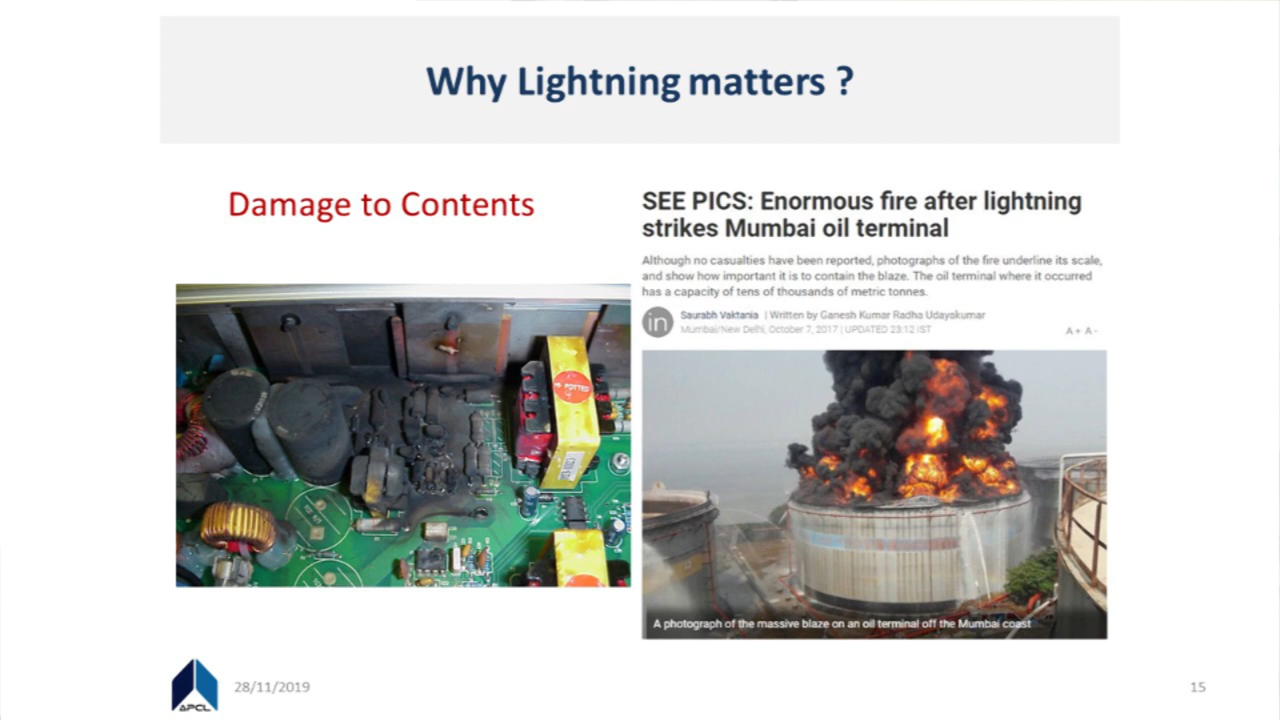 Why Lightning matters ?
Damage to Contents
SEE PICS: Enormous fire after lightning
strikes Mumbai oil terminal
Although no casualties have been reported, photographs of the fire underline its scale,
and show how important it is to contain the blaze. The oil terminal where it occurred
has a capacity of tens of thousands of metric tonnes.
in
Saurabh Vaktania | Written by Ganesh Kumar Radha Udayakumar
Mumbai/New Delhi, October 7, 2017 | UPDATED 23:12 IST
A+ A-
POTTED
A photograph of the massive blaze on an oil terminal off the Mumbai coast
APCL
28/11/2019
15